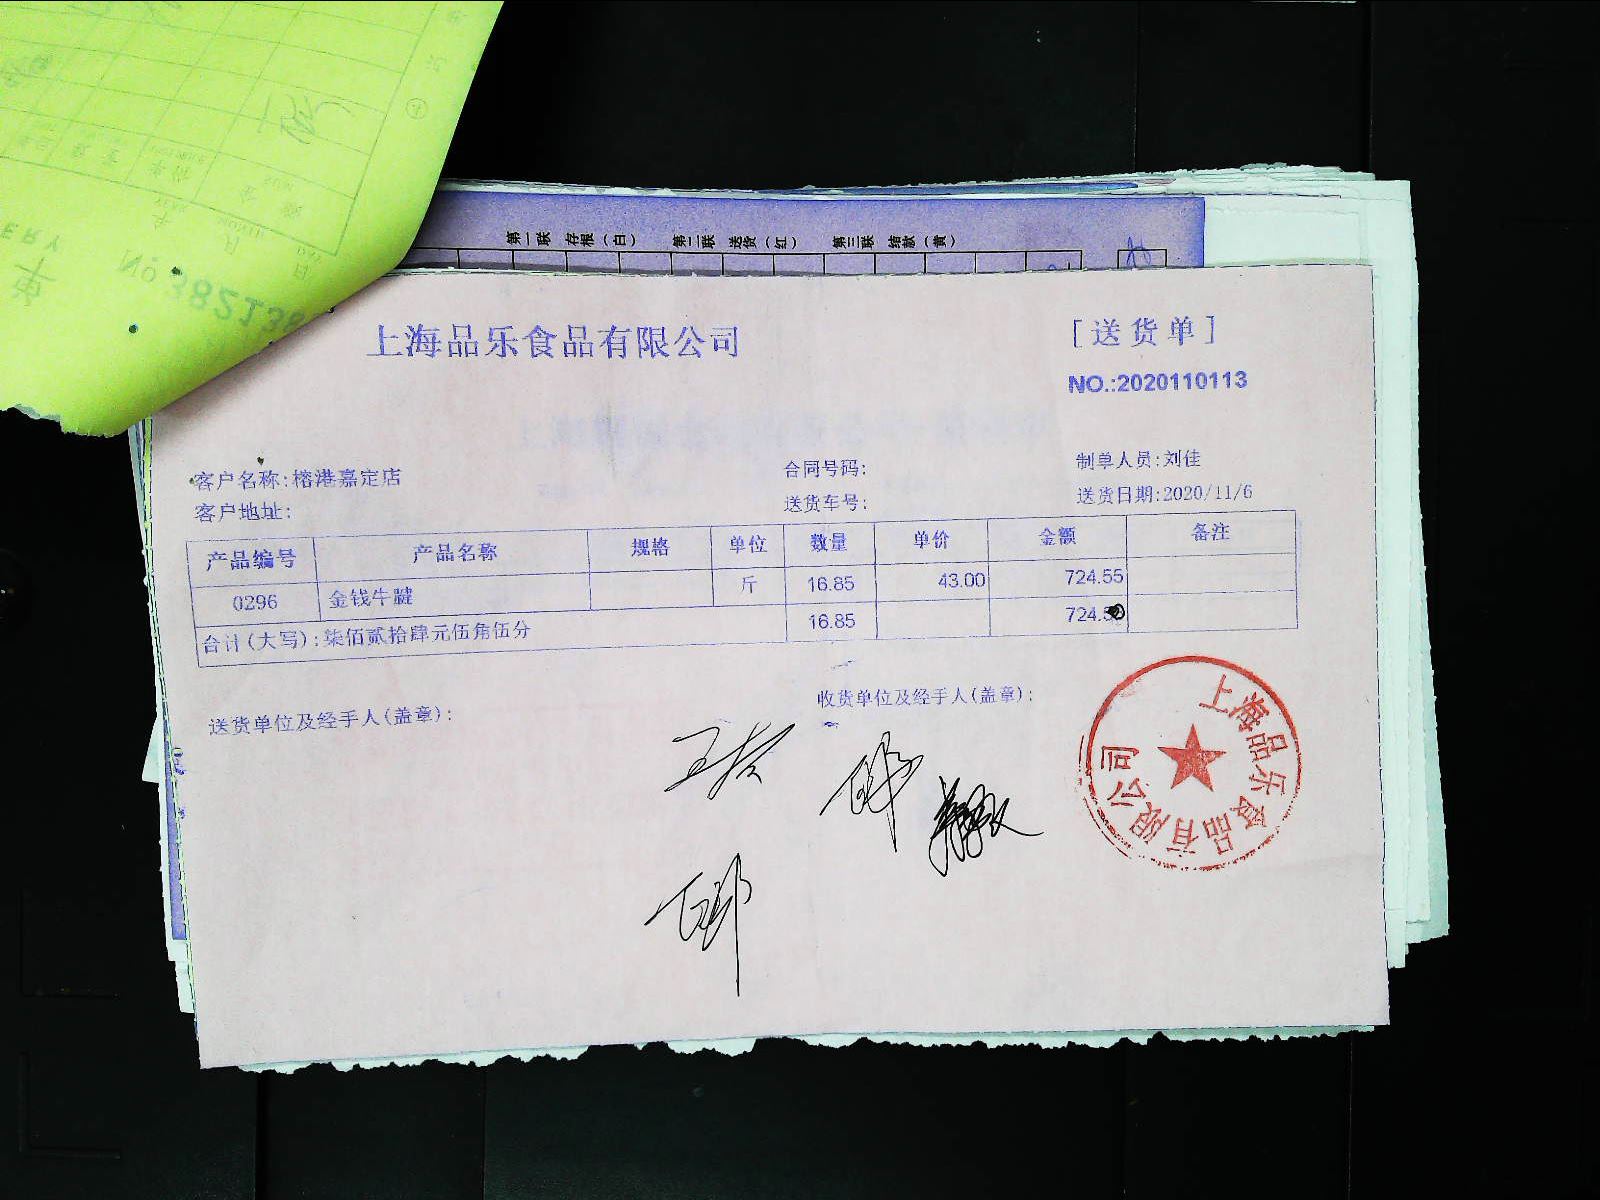 第一联 存根(白) 第二联 送货(红) 第三联 结款(黄)
No 382138
上海品乐食品有限公司
[送货单]
NO.:2020110113
客户名称:榕港嘉定店
合同号码:
制单人员:刘佳
客户地址:
送货车号:
送货日期:2020/11/6
产品编号 产品名称 规格 单位 数量 单价 金额 备注
0296 金钱牛腱 斤 16.85 43.00 724.55
合计(大写):柒佰贰拾肆元伍角伍分 16.85 724.5
送货单位及经手人(盖章):
收货单位及经手人(盖章):
上海品乐食品有限公司